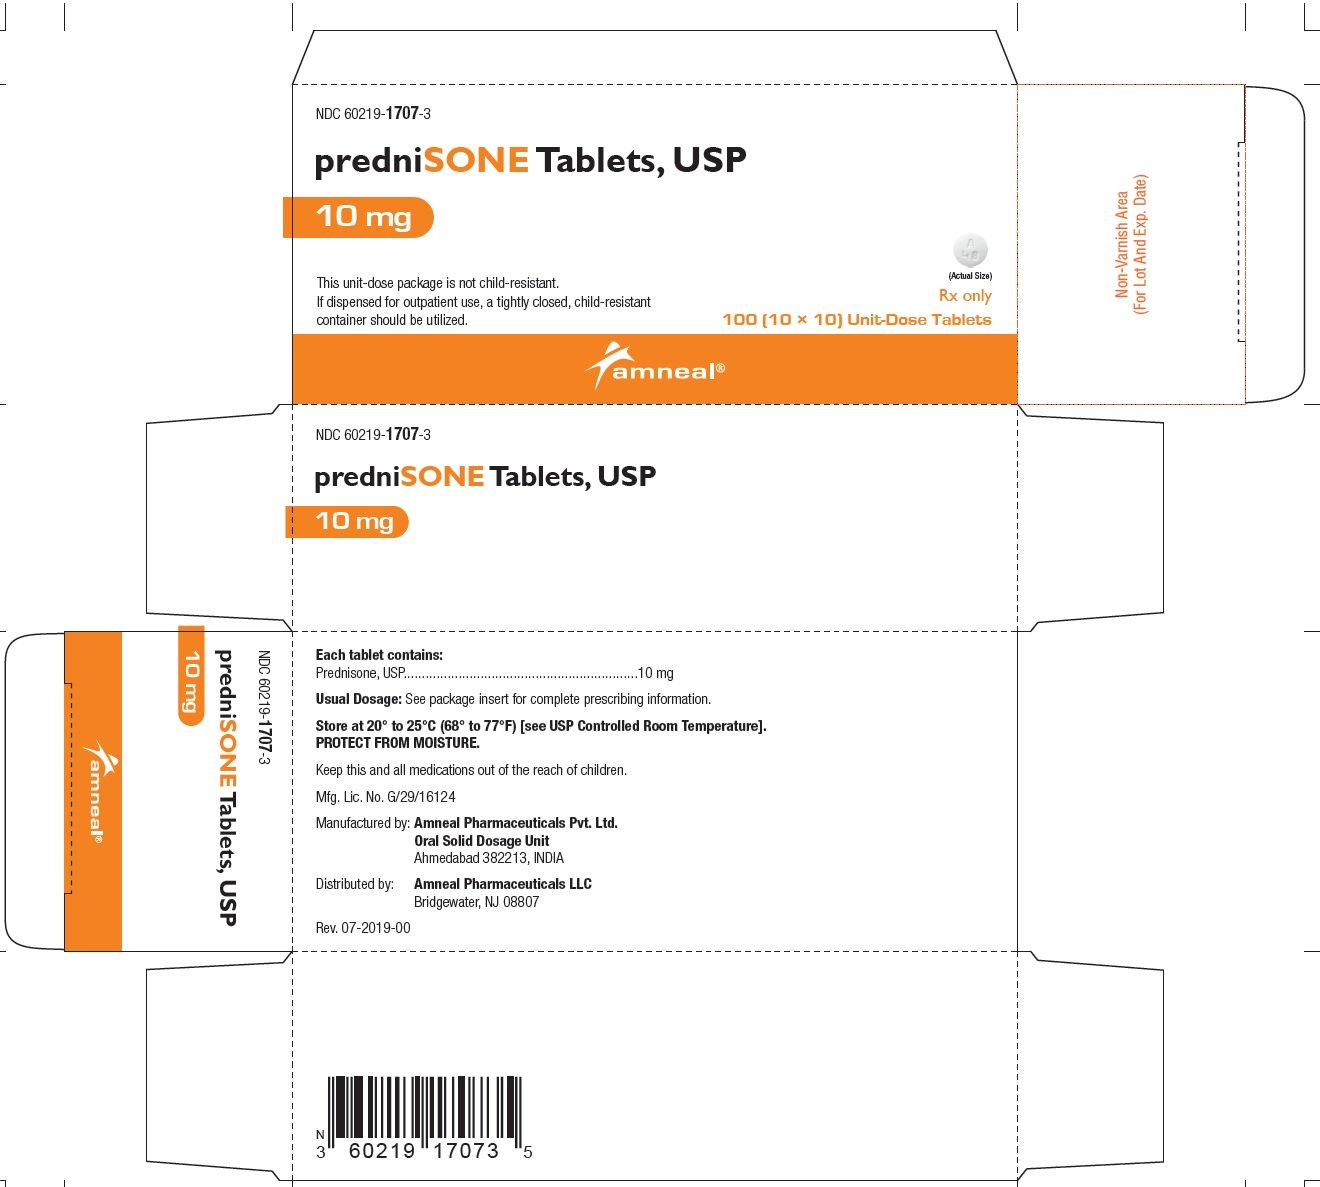 NDC 60219-1707-3
predniSONE Tablets, USP
10 mg
A
48
(Actual Size)
This unit-dose package is not child-resistant.
If dispensed for outpatient use, a tightly closed, child-resistant
container should be utilized.
Rx only
100 (10 × 10) Unit-Dose Tablets
amneal®
Non-Varnish Area
(For Lot And Exp. Date)
NDC 60219-1707-3
predniSONE Tablets, USP
10 mg
NDC 60219-1707-3
predniSONE Tablets, USP
10 mg
amneal®
Each tablet contains:
Prednisone, USP.................................................................10 mg
Usual Dosage: See package insert for complete prescribing information.
Store at 20° to 25°C (68° to 77°F) [see USP Controlled Room Temperature].
PROTECT FROM MOISTURE.
Keep this and all medications out of the reach of children.
Mfg. Lic. No. G/29/16124
Manufactured by: Amneal Pharmaceuticals Pvt. Ltd.
Oral Solid Dosage Unit
Ahmedabad 382213, INDIA
Distributed by: Amneal Pharmaceuticals LLC
Bridgewater, NJ 08807
Rev. 07-2019-00
N
3 60219 17073 5